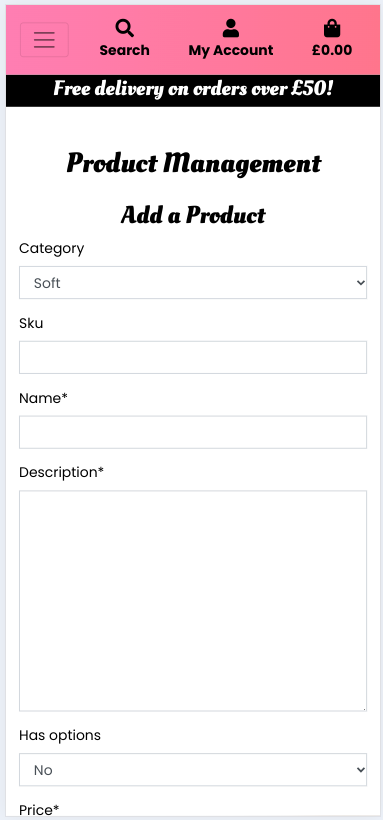 Search My Account £0.00
Free delivery on orders over £50!
Product Management
Add a Product
Category
Soft
Sku
Name*
Description*
Has options
No
Price*